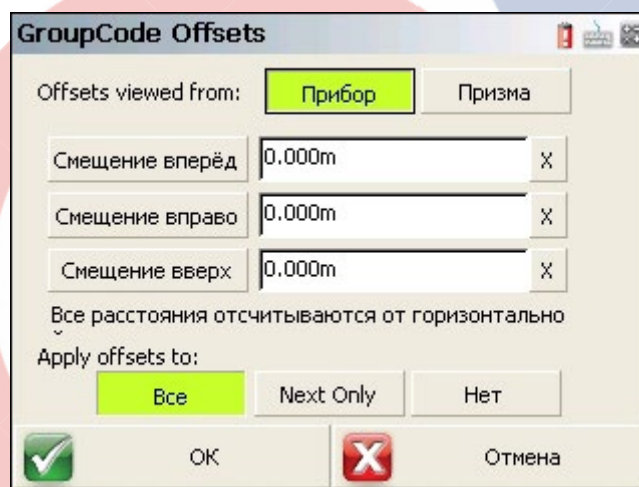 GroupCode Offsets
Offsets viewed from: Прибор Призма
Смещение вперёд 0.000m X
Смещение вправо 0.000m X
Смещение вверх 0.000m X
Все расстояния отсчитываются от горизонтально
Apply offsets to:
Все Next Only Нет
OK Отмена